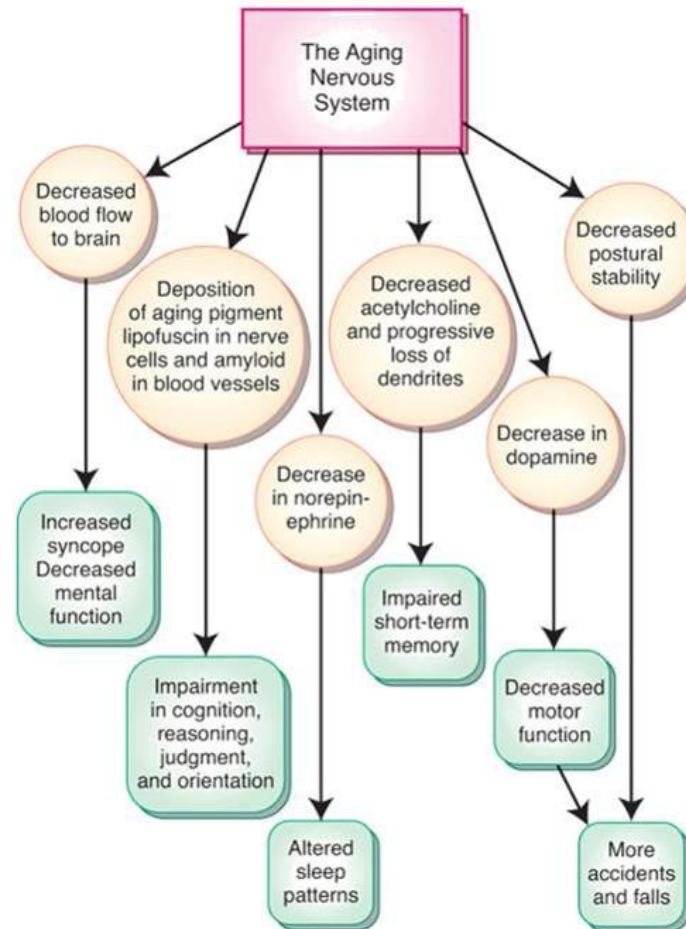 The Aging
Nervous
System
Decreased
blood flow
to brain
Deposition
of aging pigment
lipofuscin in nerve
cells and amyloid
in blood vessels
Decrease
in norepin-
ephrine
Decreased
acetylcholine
and progressive
loss of
dendrites
Decrease in
dopamine
Decreased
postural
stability
Increased
syncope
Decreased
mental
function
Impairment
in cognition,
reasoning,
judgment,
and orientation
Altered
sleep
patterns
Impaired
short-term
memory
Decreased
motor
function
More
accidents
and falls